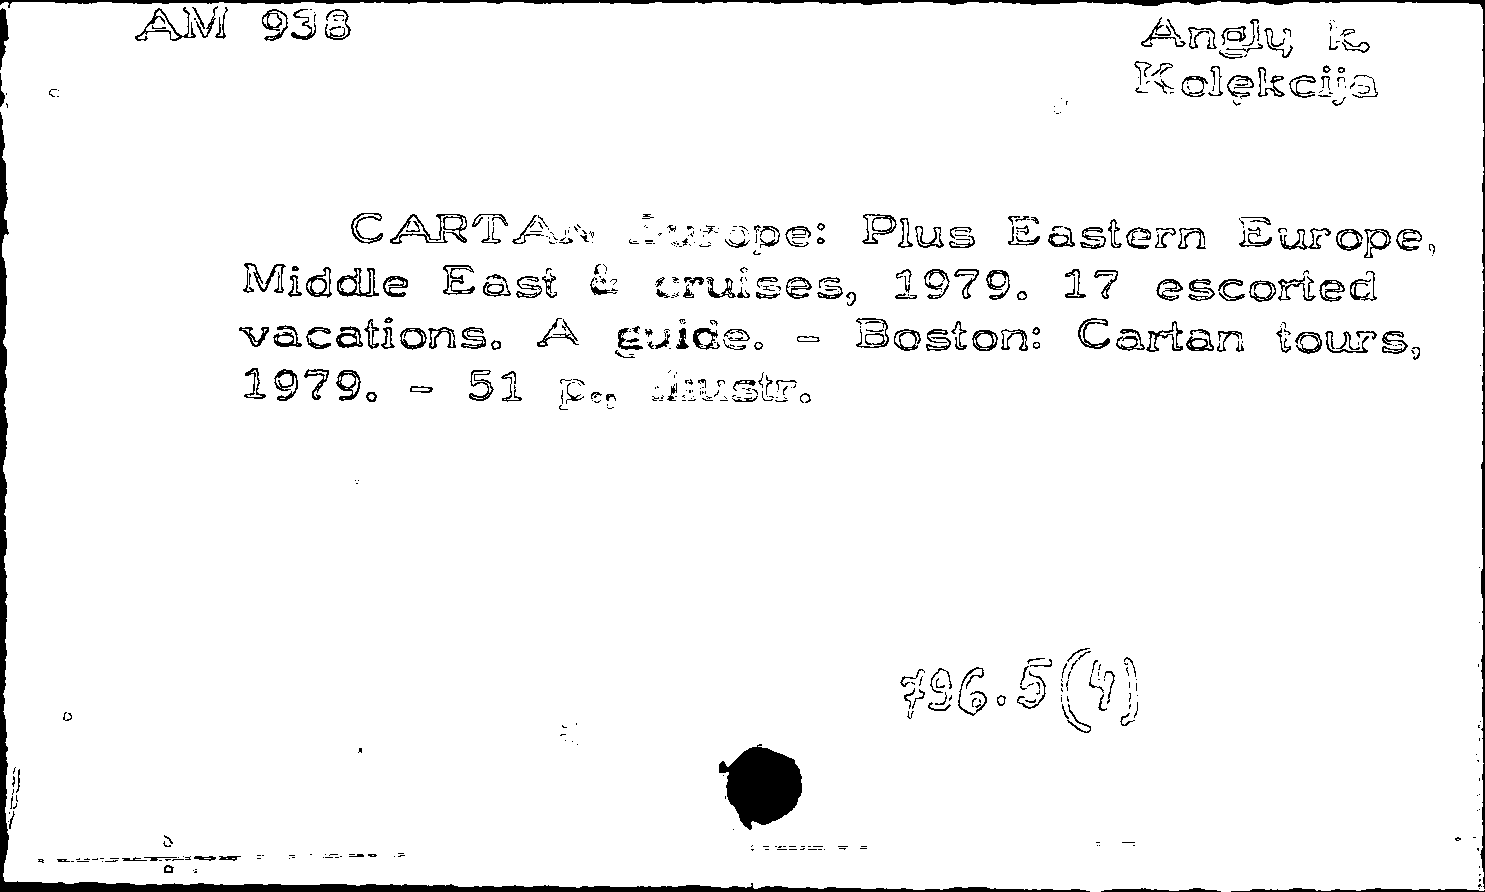 AM 938
Anglų k.
Kolekcija
CARTAN Europe: Plus Eastern Europe,
Middle East & cruises, 1979. 17 escorted
vacations. A guide. - Boston: Cartan tours,
1979. - 51 p., illustr.
796.5(4)